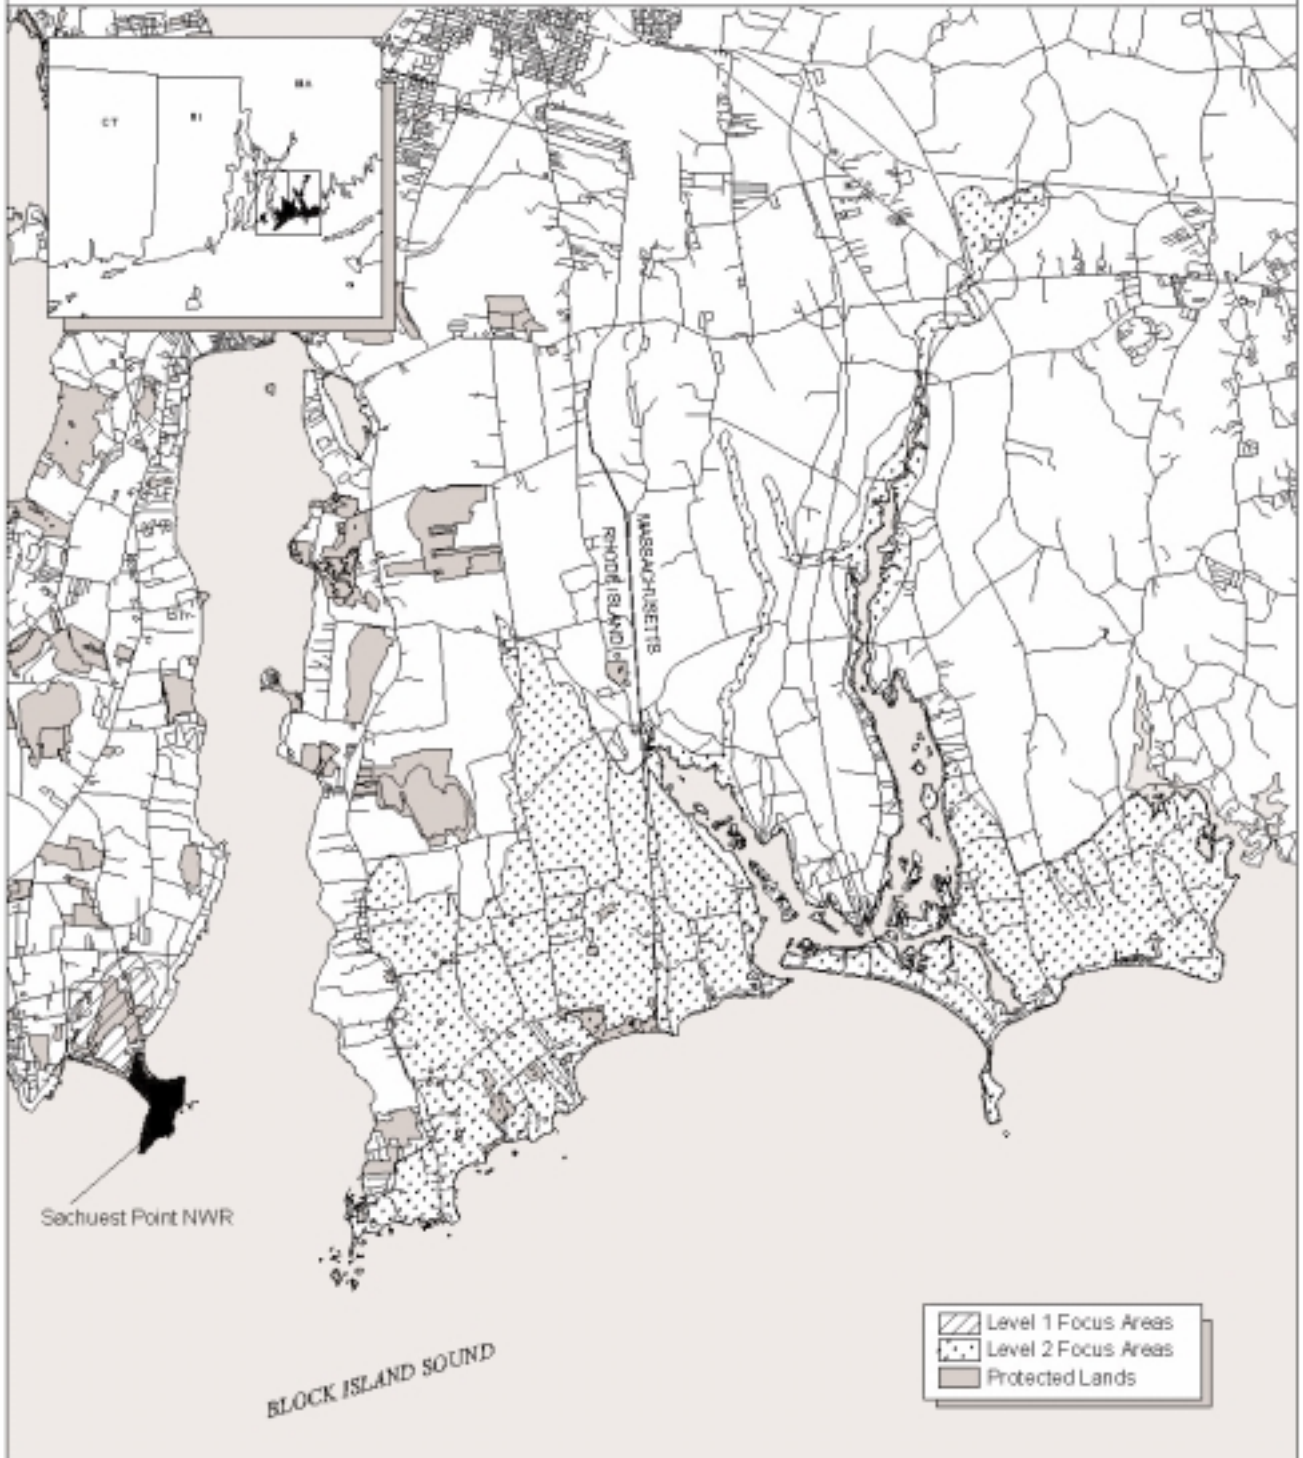 MA
CT
RI
MASSACHUSETTS
RHODE ISLAND
Sachuest Point NWR
Level 1 Focus Areas
Level 2 Focus Areas
Protected Lands
BLOCK ISLAND SOUND